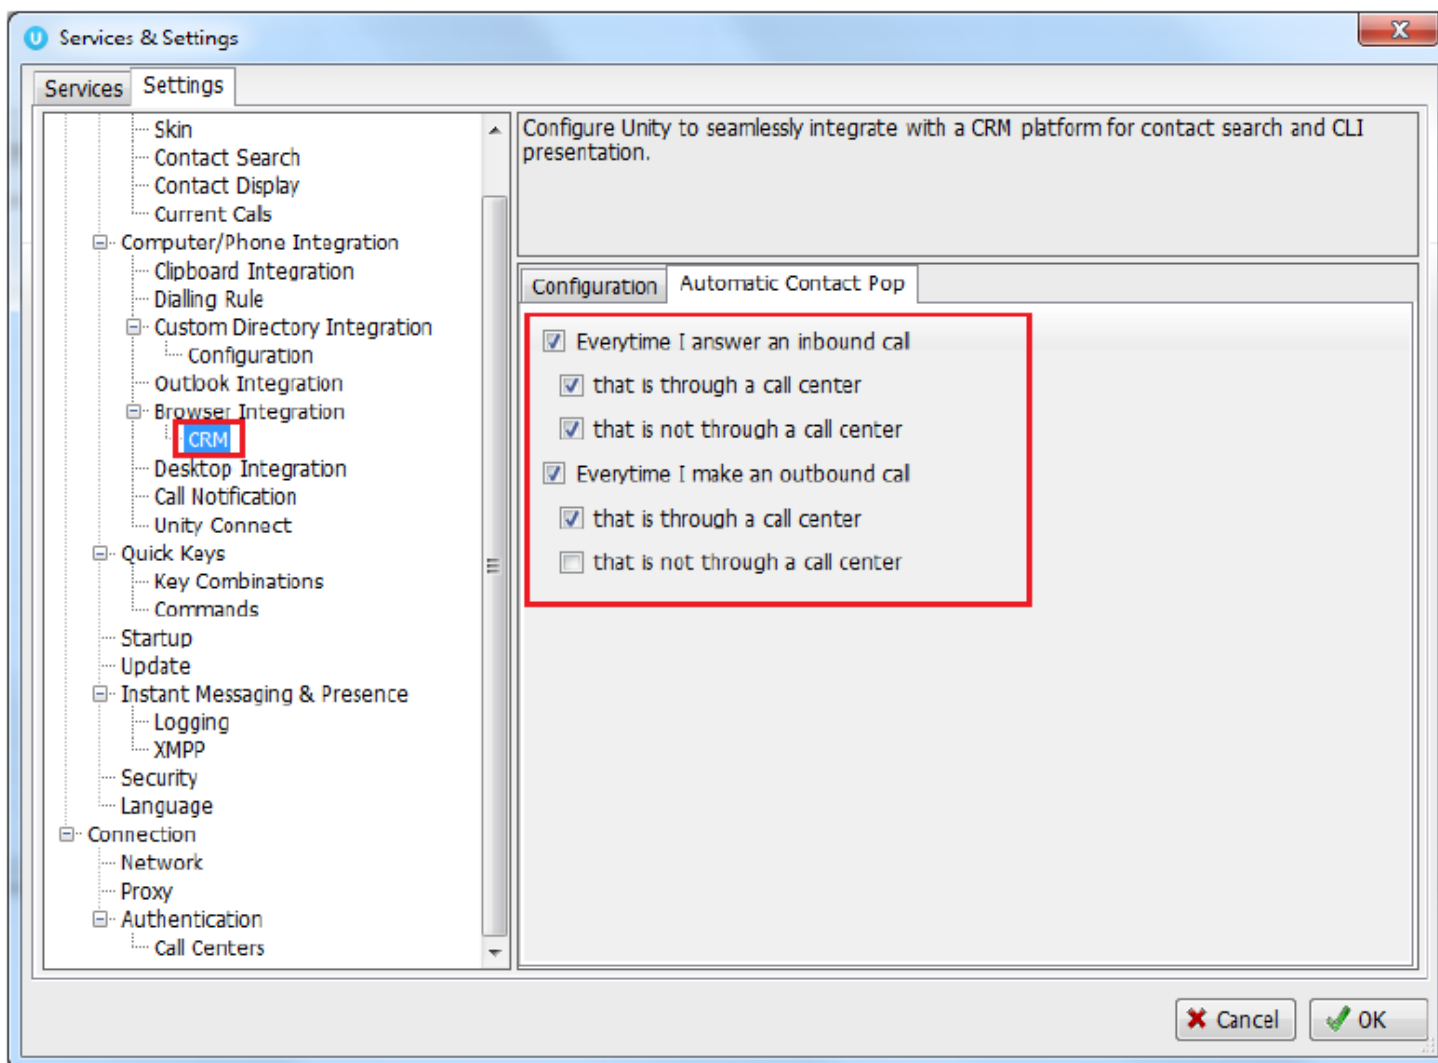 Services & Settings
Services
Settings
Skin
Contact Search
Contact Display
Current Calls
Computer/Phone Integration
Clipboard Integration
Dialling Rule
Custom Directory Integration
Configuration
Outlook Integration
Browser Integration
CRM
Desktop Integration
Call Notification
Unity Connect
Quick Keys
Key Combinations
Commands
Startup
Update
Instant Messaging & Presence
Logging
XMPP
Security
Language
Connection
Network
Proxy
Authentication
Call Centers
Configure Unity to seamlessly integrate with a CRM platform for contact search and CLI
presentation.
Configuration
Automatic Contact Pop
Everytime I answer an inbound call
that is through a call center
that is not through a call center
Everytime I make an outbound call
that is through a call center
that is not through a call center
Cancel
OK